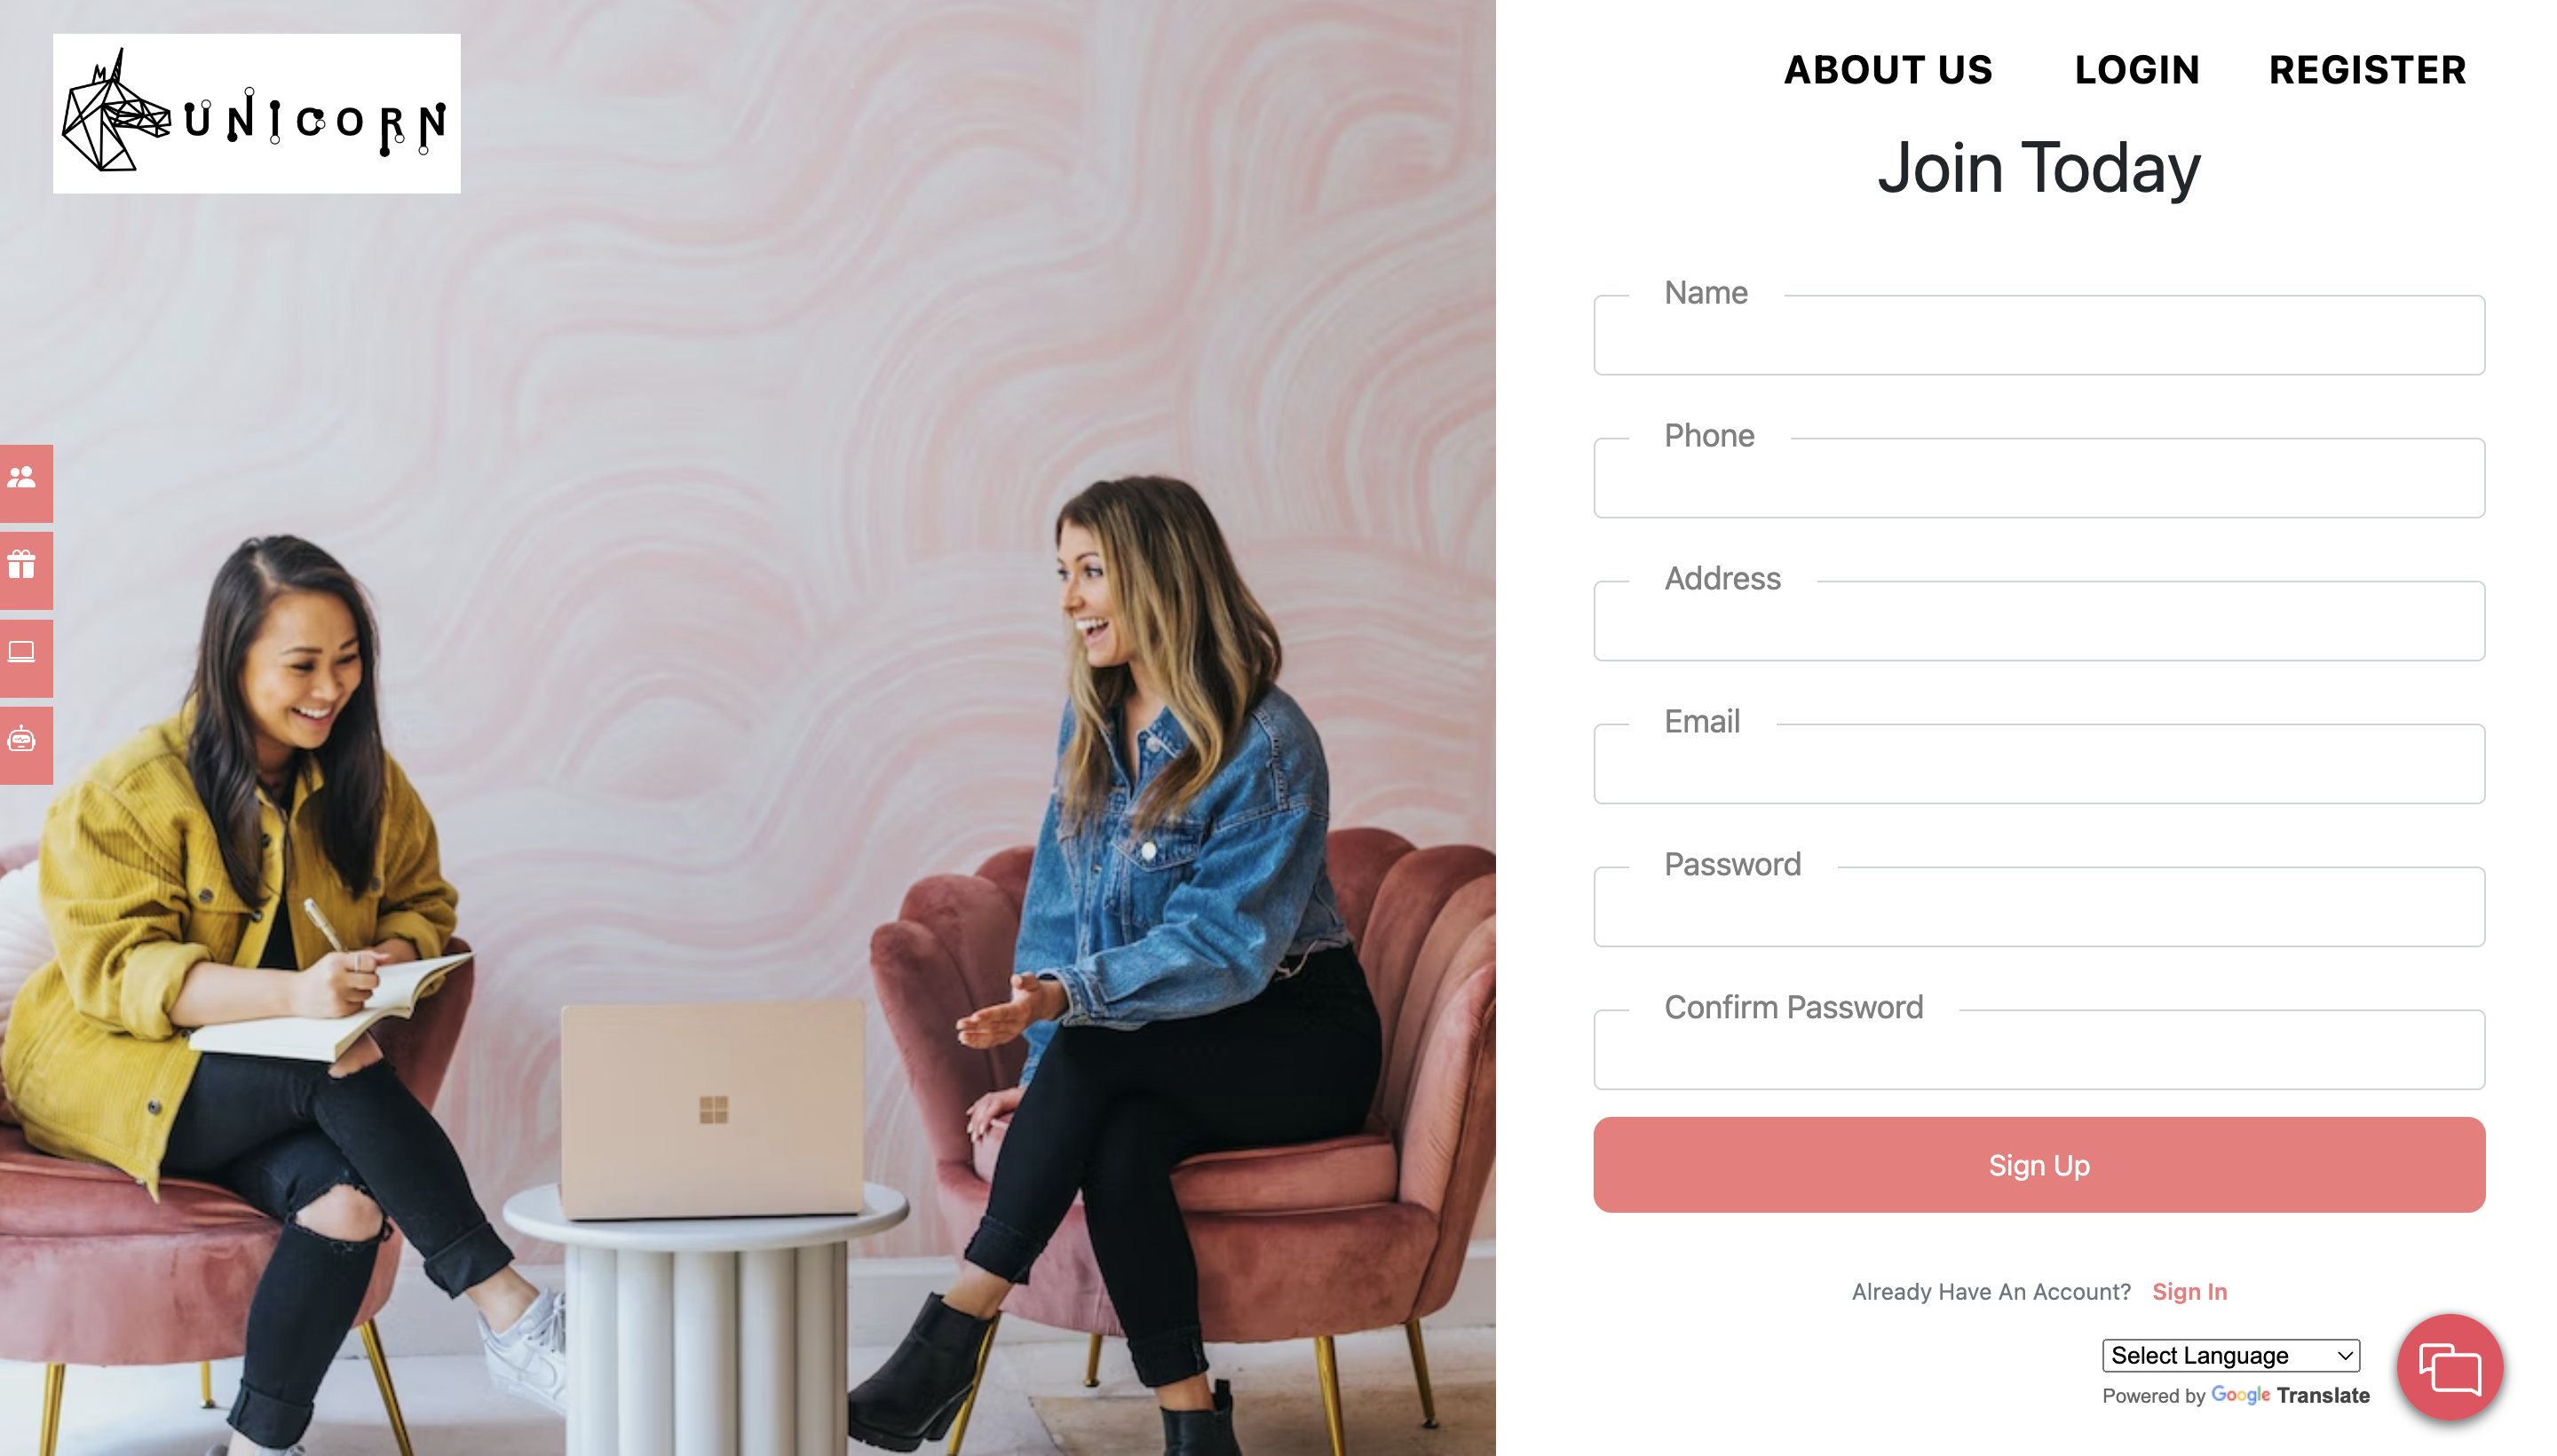 UNICORN
ABOUT US LOGIN REGISTER
Join Today
Name
Phone
Address
Email
Password
Confirm Password
Sign Up
Already Have An Account? Sign In
Select Language
Powered by Google Translate